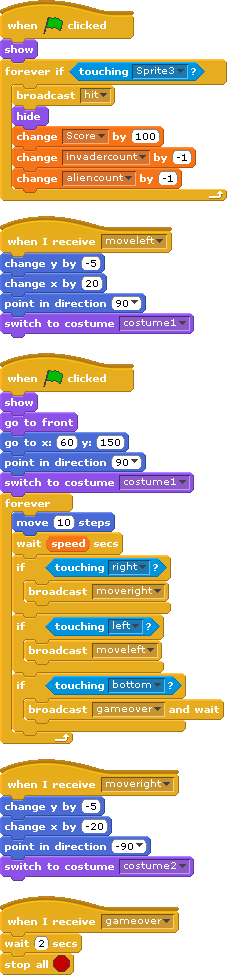 when clicked
show
forever if touching Sprite3 ?
broadcast hit
hide
change Score by 100
change invadercount by -1
change aliencount by -1
when I receive moveleft
change y by -5
change x by 20
point in direction 90
switch to costume costume1
when clicked
show
go to front
go to x: 60 y: 150
point in direction 90
switch to costume costume1
forever
move 10 steps
wait speed secs
if touching right ?
broadcast moveright
if touching left ?
broadcast moveleft
if touching bottom ?
broadcast gameover and wait
when I receive moveright
change y by -5
change x by -20
point in direction -90
switch to costume costume2
when I receive gameover
wait 2 secs
stop all